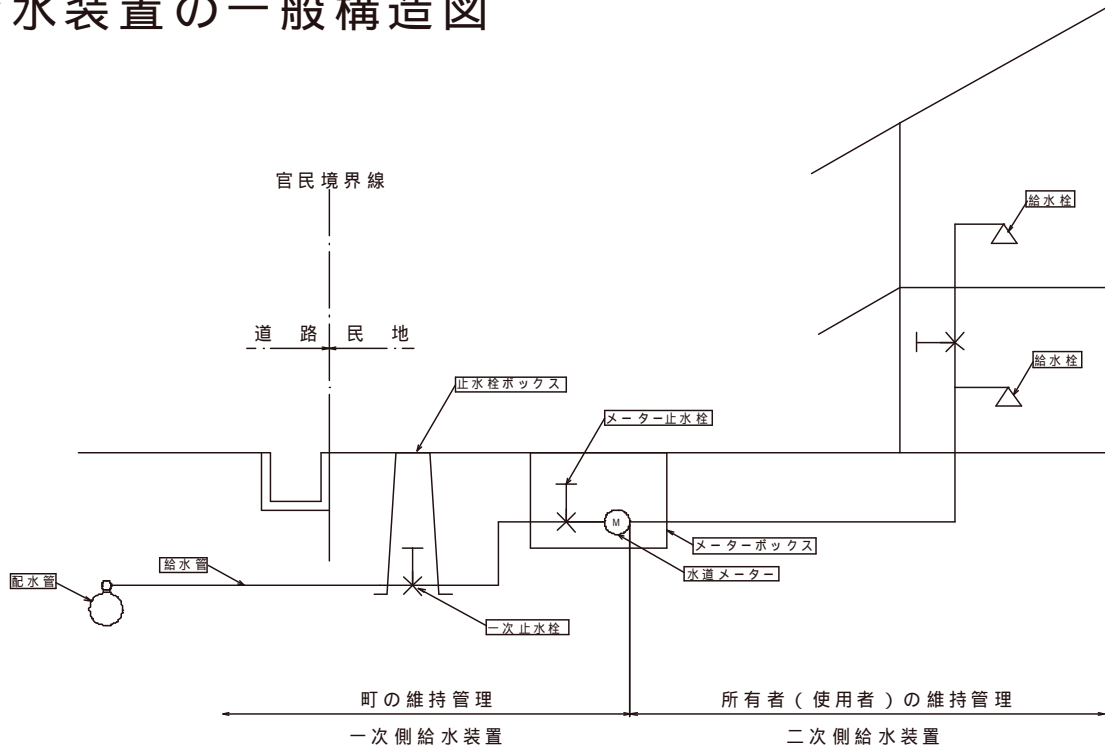 水装置の一般構造図
官民境界線
給水栓
道路 民地
給水栓
止水栓ボックス
メーター止水栓
M
メーターボックス
給水管
水道メーター
配水管
一次止水栓
町の維持管理
所有者(使用者)の維持管理
一次側給水装置
二次側給水装置